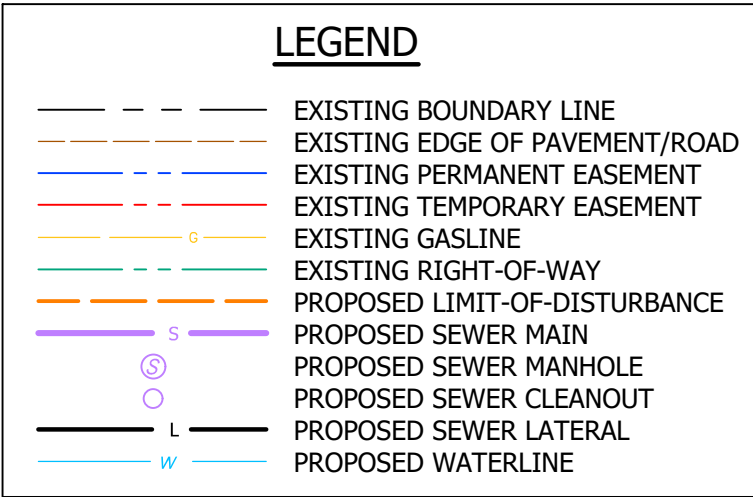 LEGEND
EXISTING BOUNDARY LINE
EXISTING EDGE OF PAVEMENT/ROAD
EXISTING PERMANENT EASEMENT
EXISTING TEMPORARY EASEMENT
G EXISTING GASLINE
EXISTING RIGHT-OF-WAY
PROPOSED LIMIT-OF-DISTURBANCE
S PROPOSED SEWER MAIN
S PROPOSED SEWER MANHOLE
PROPOSED SEWER CLEANOUT
L PROPOSED SEWER LATERAL
W PROPOSED WATERLINE